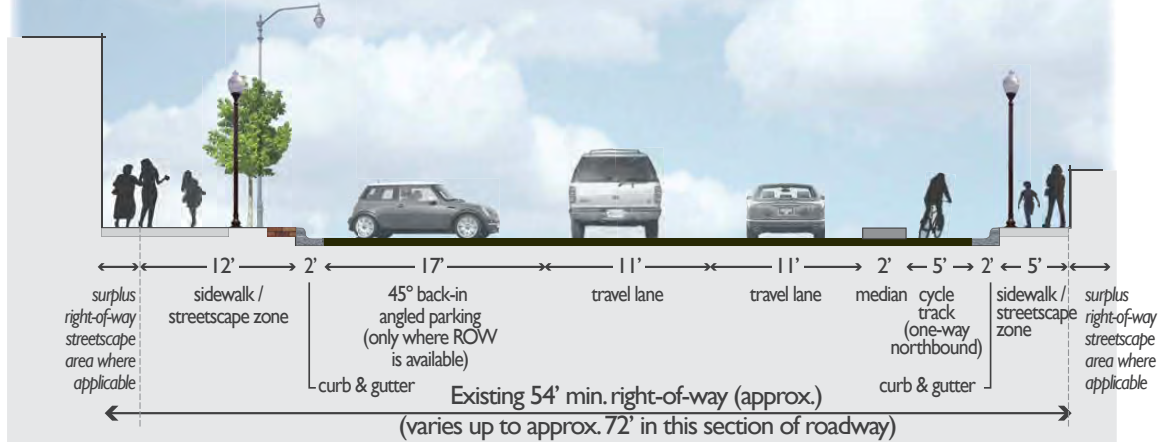 12’ 2’ 17’ 11’ 11’ 2’ 5’ 2’ 5’
surplus
right-of-way
streetscape
area where
applicable
sidewalk /
streetscape zone
curb & gutter
45º back-in
angled parking
(only where ROW
is available)
travel lane
travel lane
median
cycle
track
(one-way
northbound)
curb & gutter
sidewalk /
streetscape
zone
surplus
right-of-way
streetscape
area where
applicable
Existing 54’ min. right-of-way (approx.)
(varies up to approx. 72’ in this section of roadway)